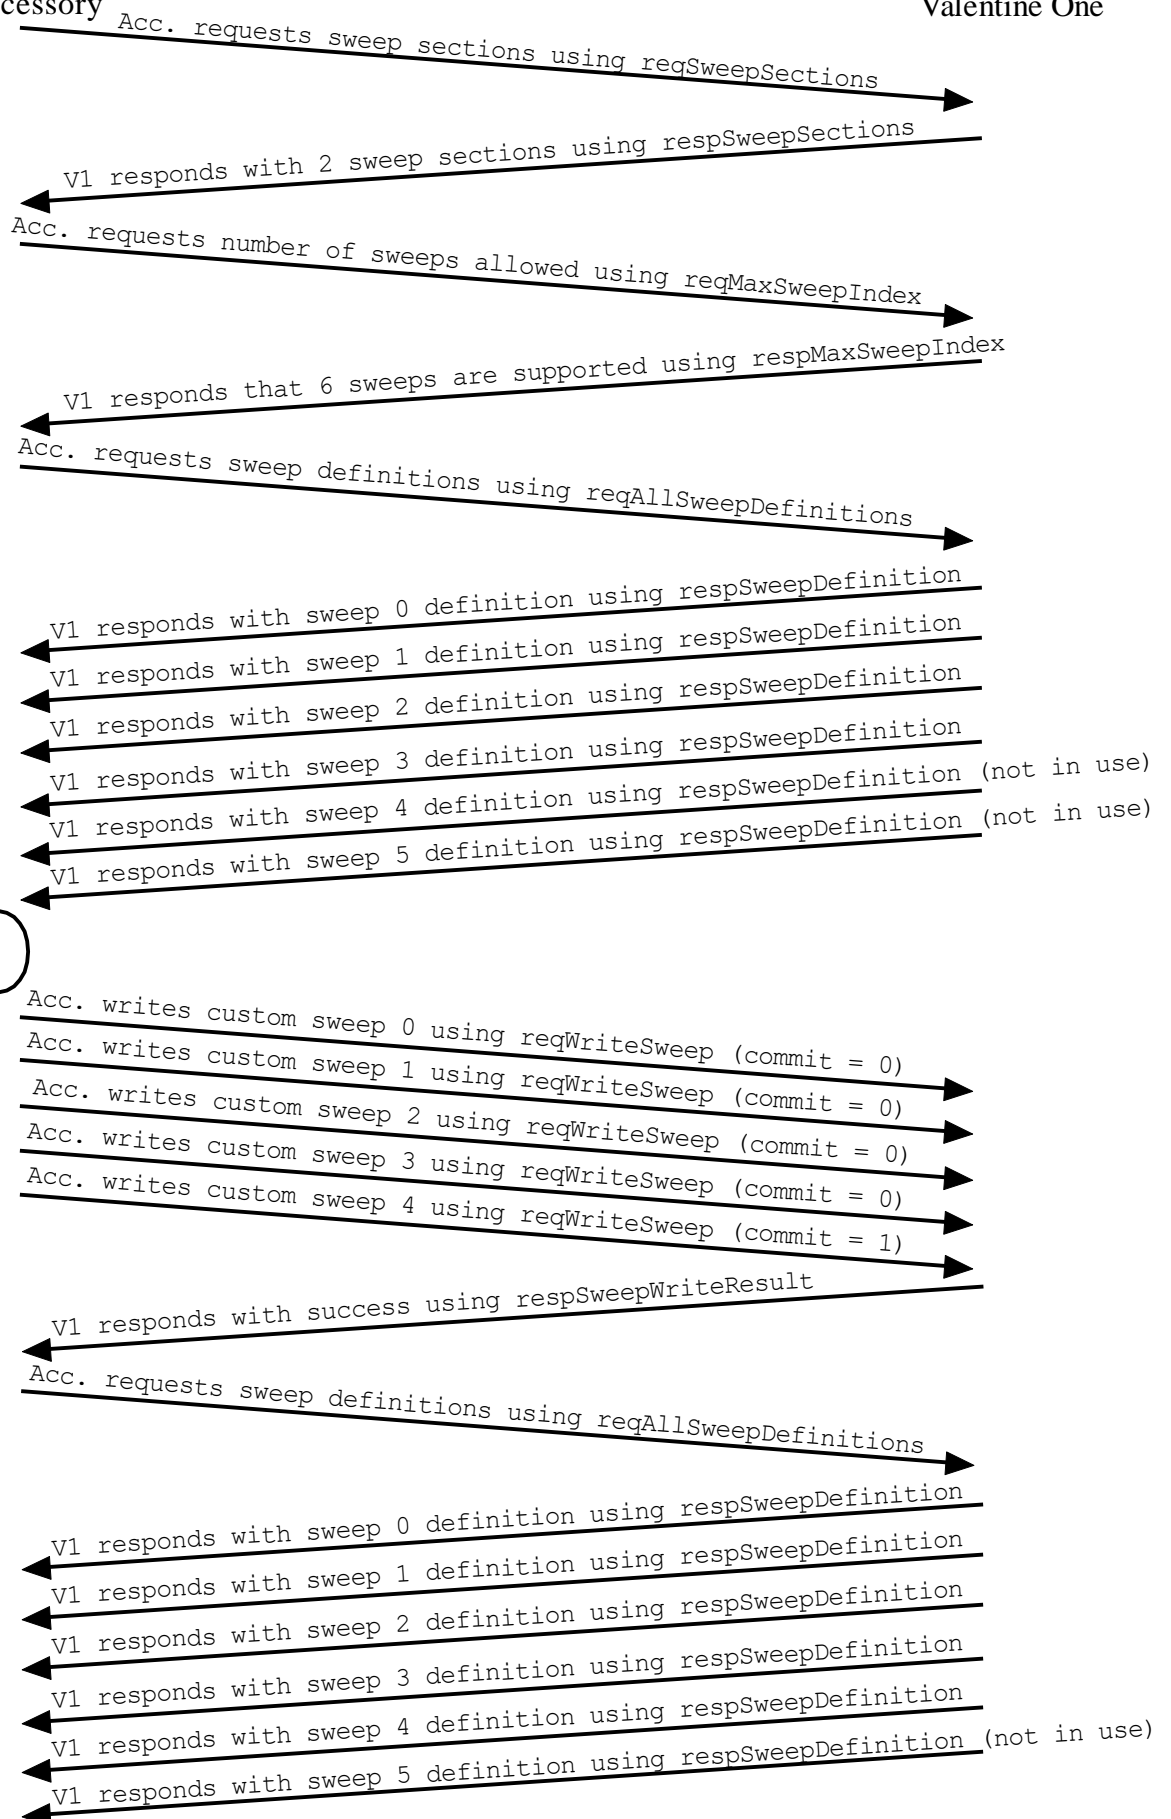 cessory
Valentine One
Acc. requests sweep sections using reqSweepSections
V1 responds with 2 sweep sections using respSweepSections
Acc. requests number of sweeps allowed using reqMaxSweepIndex
V1 responds that 6 sweeps are supported using respMaxSweepIndex
Acc. requests sweep definitions using reqAllSweepDefinitions
V1 responds with sweep 0 definition using respSweepDefinition
V1 responds with sweep 1 definition using respSweepDefinition
V1 responds with sweep 2 definition using respSweepDefinition
V1 responds with sweep 3 definition using respSweepDefinition
V1 responds with sweep 4 definition using respSweepDefinition (not in use)
V1 responds with sweep 5 definition using respSweepDefinition (not in use)
Acc. writes custom sweep 0 using reqWriteSweep (commit = 0)
Acc. writes custom sweep 1 using reqWriteSweep (commit = 0)
Acc. writes custom sweep 2 using reqWriteSweep (commit = 0)
Acc. writes custom sweep 3 using reqWriteSweep (commit = 0)
Acc. writes custom sweep 4 using reqWriteSweep (commit = 1)
V1 responds with success using respSweepWriteResult
Acc. requests sweep definitions using reqAllSweepDefinitions
V1 responds with sweep 0 definition using respSweepDefinition
V1 responds with sweep 1 definition using respSweepDefinition
V1 responds with sweep 2 definition using respSweepDefinition
V1 responds with sweep 3 definition using respSweepDefinition
V1 responds with sweep 4 definition using respSweepDefinition
V1 responds with sweep 5 definition using respSweepDefinition (not in use)